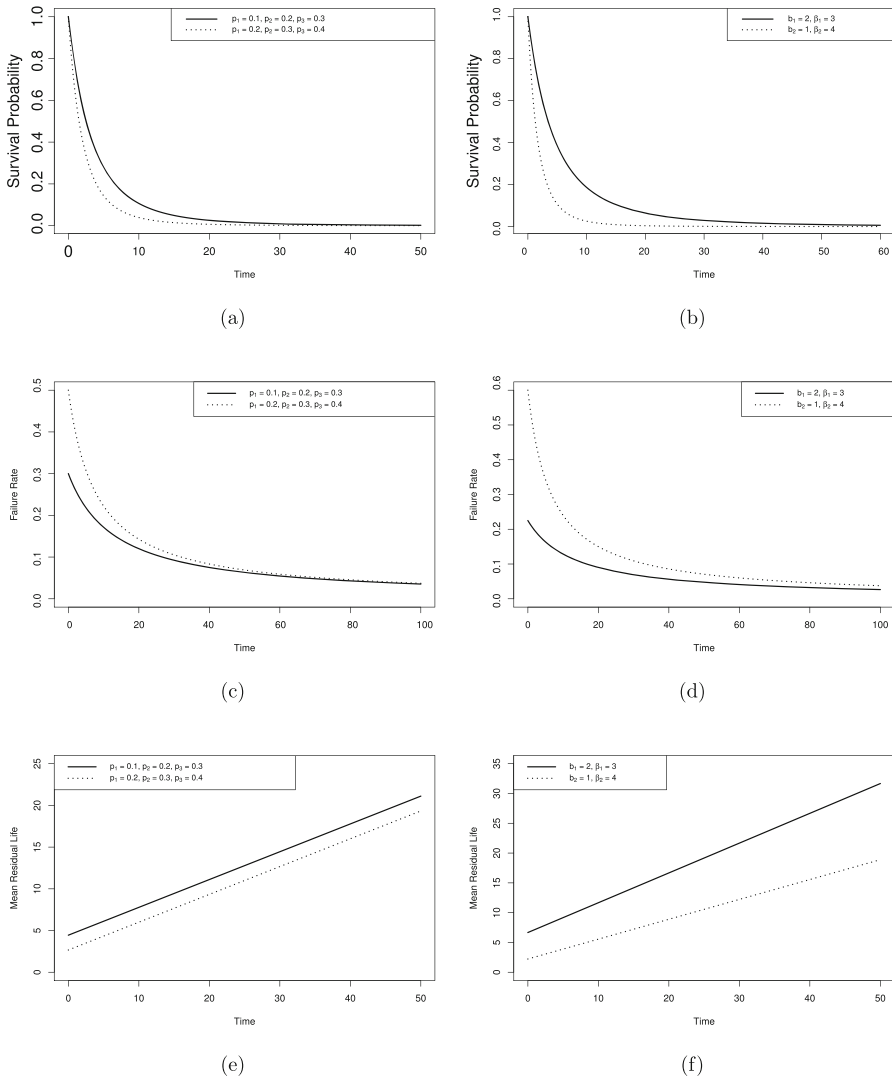 p₁ = 0.1, p₂ = 0.2, p₃ = 0.3
p₁ = 0.2, p₂ = 0.3, p₃ = 0.4
Survival Probability
0.0 0.2 0.4 0.6 0.8 1.0
0 10 20 30 40 50
Time
(a)
b₁ = 2, β₁ = 3
b₂ = 1, β₂ = 4
Survival Probability
0.0 0.2 0.4 0.6 0.8 1.0
0 10 20 30 40 50 60
Time
(b)
p₁ = 0.1, p₂ = 0.2, p₃ = 0.3
p₁ = 0.2, p₂ = 0.3, p₃ = 0.4
Failure Rate
0.0 0.1 0.2 0.3 0.4 0.5
0 20 40 60 80 100
Time
(c)
b₁ = 2, β₁ = 3
b₂ = 1, β₂ = 4
Failure Rate
0.0 0.1 0.2 0.3 0.4 0.5 0.6
0 20 40 60 80 100
Time
(d)
p₁ = 0.1, p₂ = 0.2, p₃ = 0.3
p₁ = 0.2, p₂ = 0.3, p₃ = 0.4
Mean Residual Life
0 5 10 15 20 25
0 10 20 30 40 50
Time
(e)
b₁ = 2, β₁ = 3
b₂ = 1, β₂ = 4
Mean Residual Life
0 5 10 15 20 25 30 35
0 10 20 30 40 50
Time
(f)